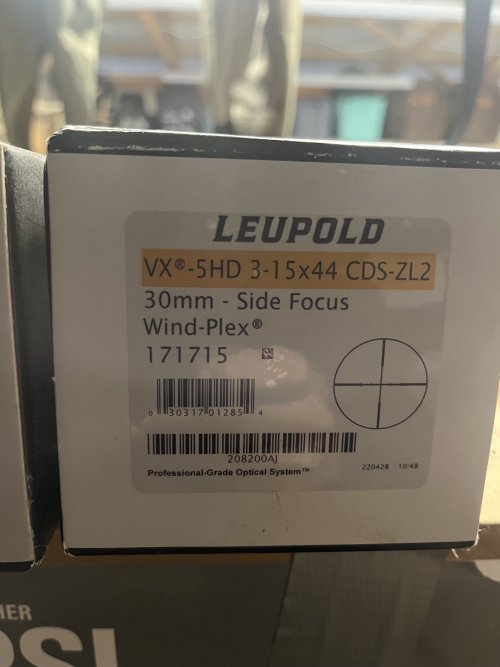 LEUPOLD
VX®-5HD 3-15x44 CDS-ZL2
30mm - Side Focus
Wind-Plex®
171715
0 30317 01285 4
208200AJ
Professional-Grade Optical System™
220428 10:48
HER